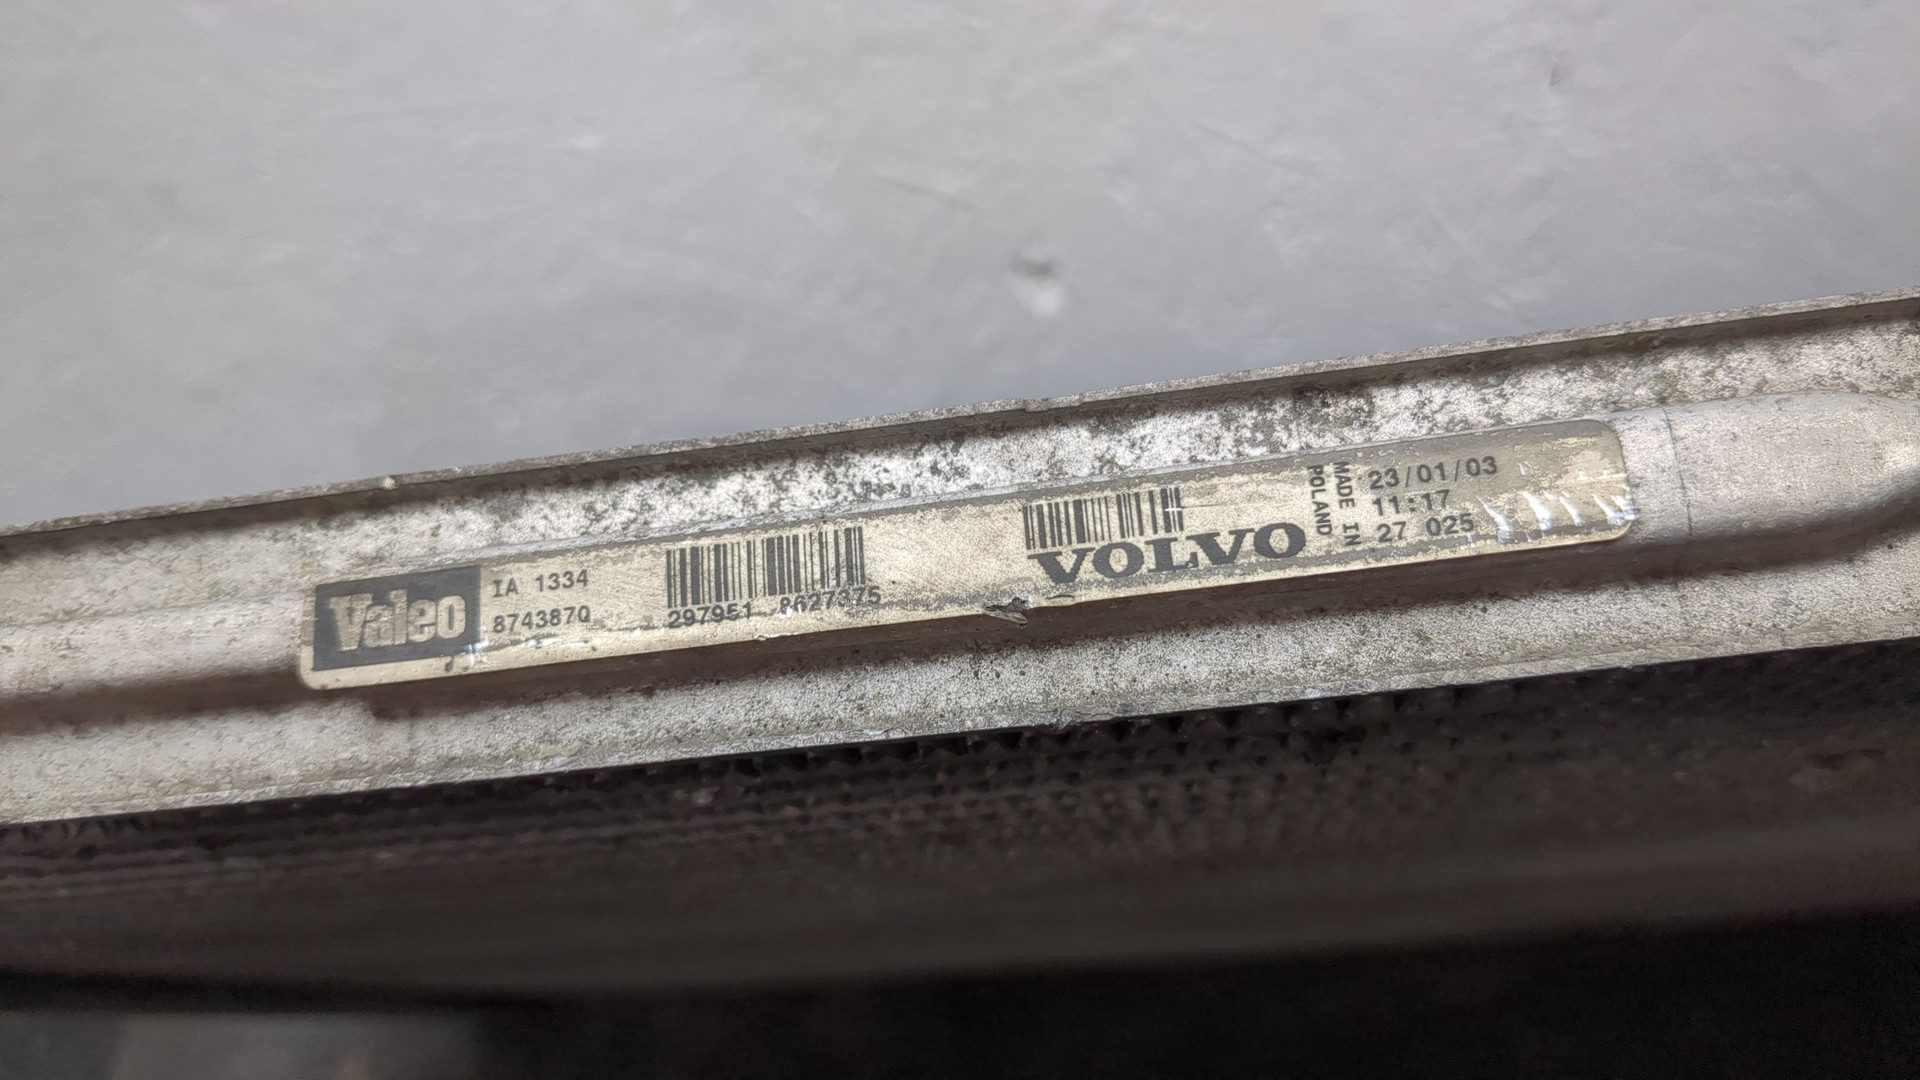 Valeo
IA 1334
8743870
297951 8627375
VOLVO
MADE IN
POLAND
23/01/03
11:17
27 025